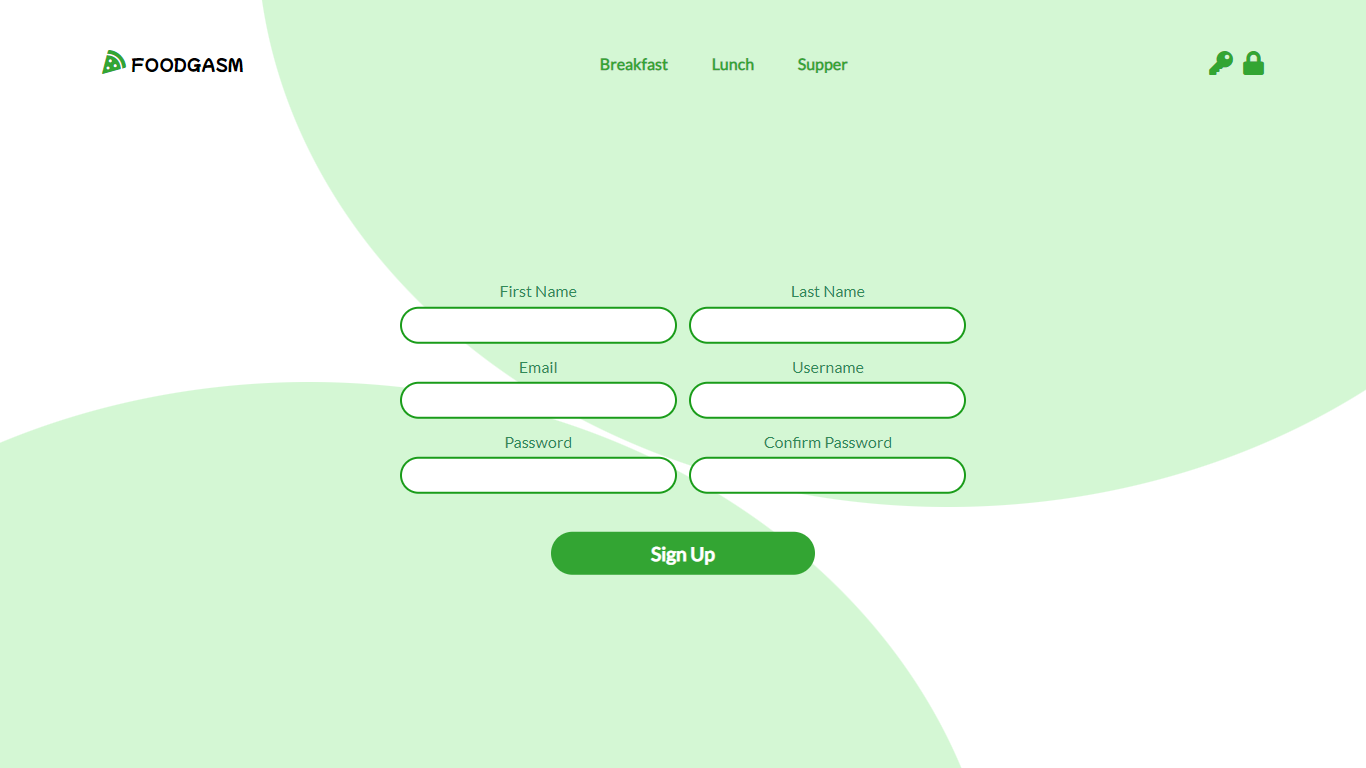 FOODGASM
Breakfast Lunch Supper
First Name Last Name
Email Username
Password Confirm Password
Sign Up